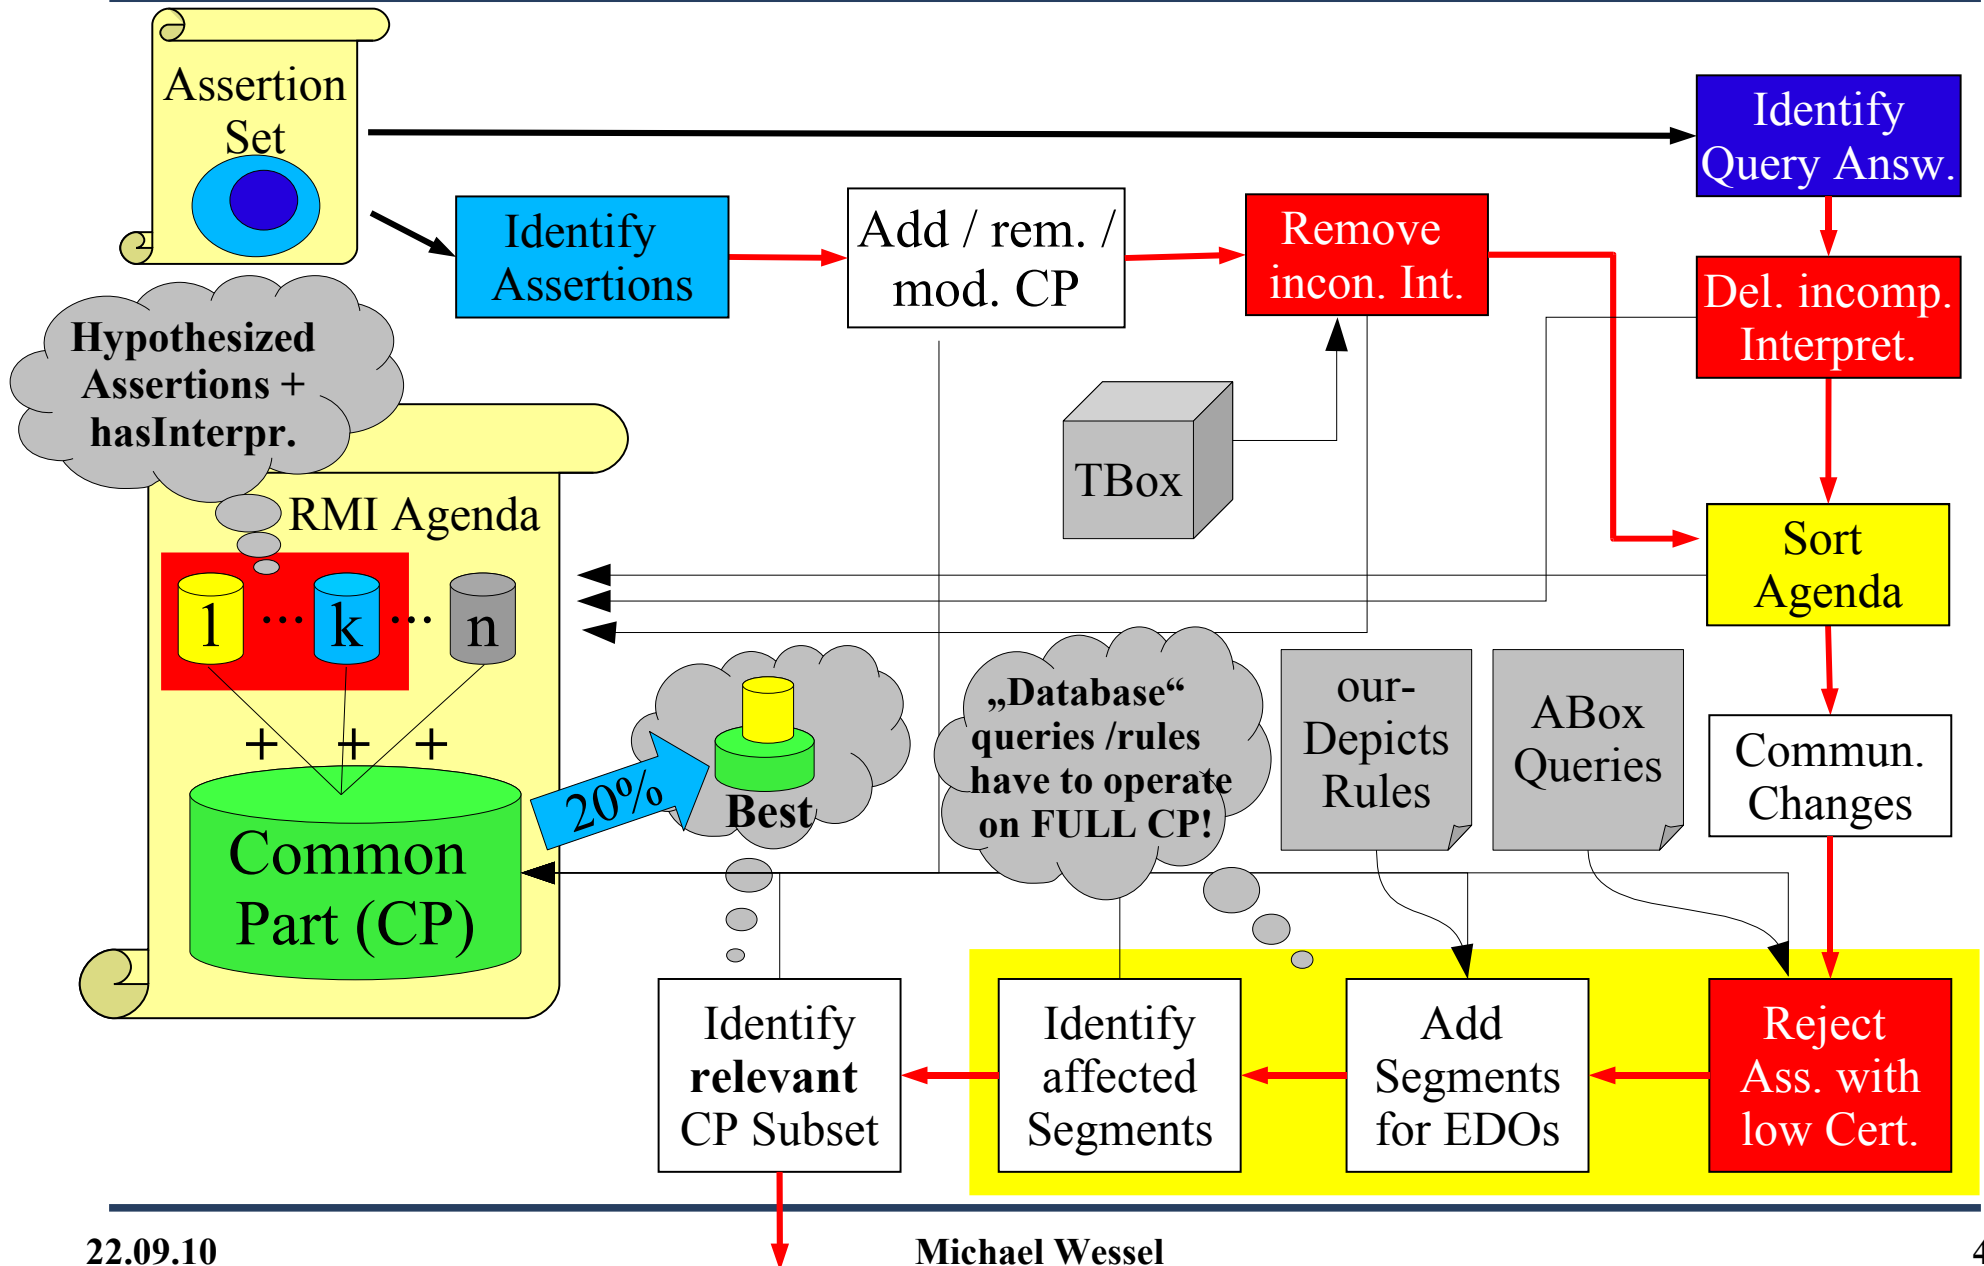 Assertion
Set
Identify
Query Answ.
Identify
Assertions
Add / rem. /
mod. CP
Remove
incon. Int.
Del. incomp.
Interpret.
Hypothesized
Assertions +
hasInterpr.
TBox
RMI Agenda
Sort
Agenda
1 ... k ... n
+ + +
20%
Best
„Database“
queries /rules
have to operate
on FULL CP!
our-
Depicts
Rules
ABox
Queries
Commun.
Changes
Common
Part (CP)
Identify
relevant
CP Subset
Identify
affected
Segments
Add
Segments
for EDOs
Reject
Ass. with
low Cert.
22.09.10
Michael Wessel
4